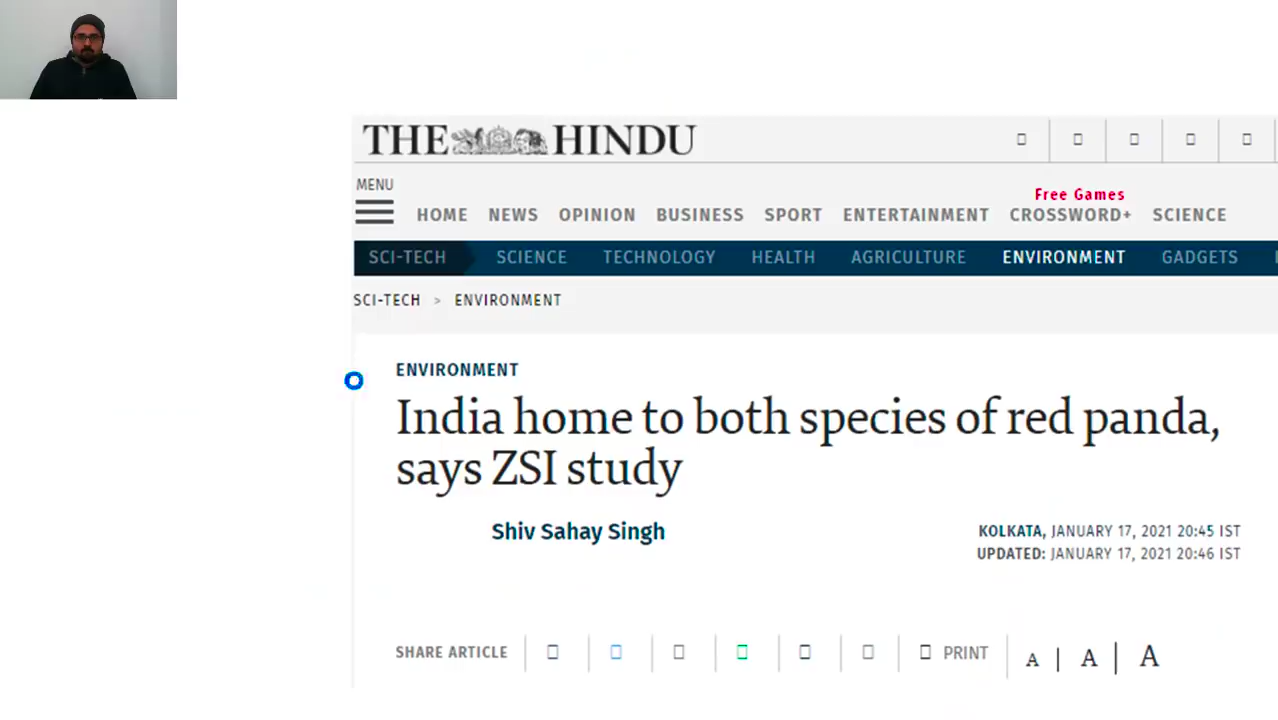 THE HINDU
MENU
Free Games
HOME NEWS OPINION BUSINESS SPORT ENTERTAINMENT CROSSWORD+ SCIENCE
SCI-TECH SCIENCE TECHNOLOGY HEALTH AGRICULTURE ENVIRONMENT GADGETS
SCI-TECH > ENVIRONMENT
ENVIRONMENT
India home to both species of red panda,
says ZSI study
Shiv Sahay Singh
KOLKATA, JANUARY 17, 2021 20:45 IST
UPDATED: JANUARY 17, 2021 20:46 IST
SHARE ARTICLE PRINT A | A | A